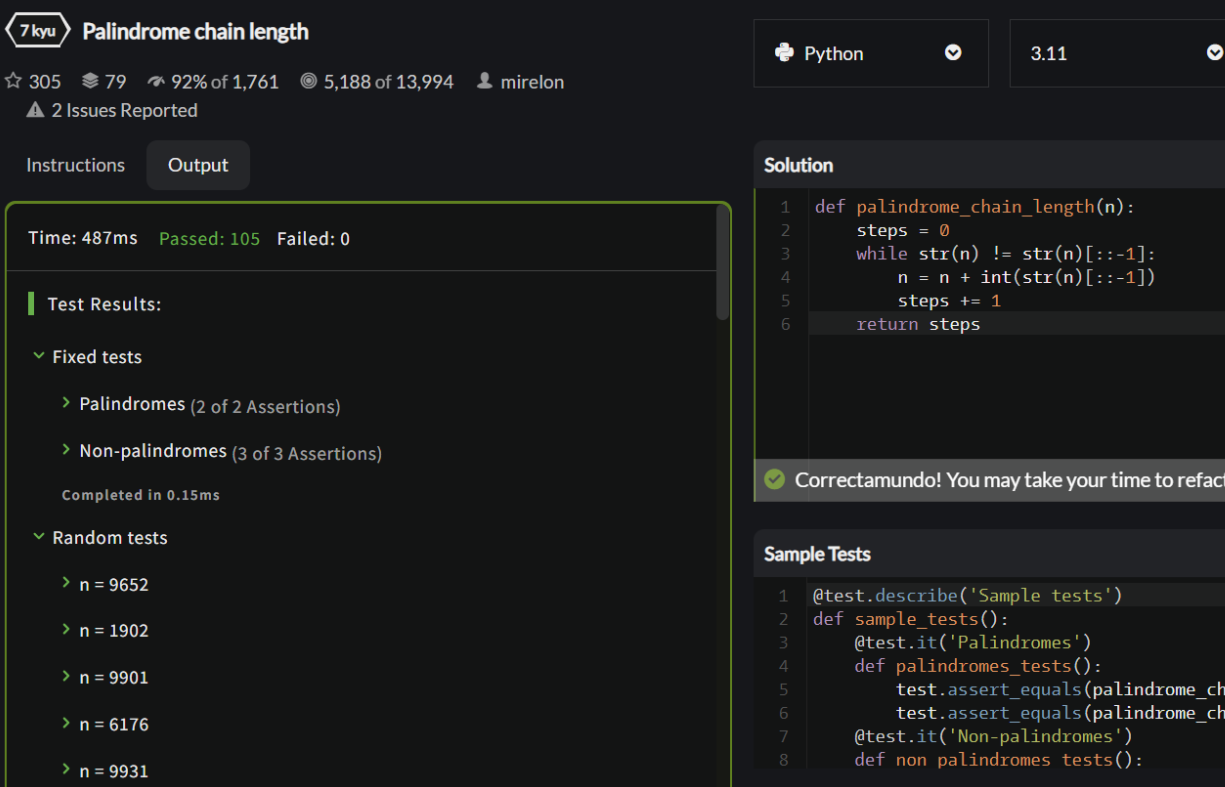 7 kyu Palindrome chain length
305 79 92% of 1,761 5,188 of 13,994 mirelon
2 Issues Reported
Instructions Output
Time: 487ms Passed: 105 Failed: 0
Test Results:
Fixed tests
Palindromes (2 of 2 Assertions)
Non-palindromes (3 of 3 Assertions)
Completed in 0.15ms
Random tests
n = 9652
n = 1902
n = 9901
n = 6176
n = 9931
Python 3.11
Solution
1 def palindrome_chain_length(n):
2     steps = 0
3     while str(n) != str(n)[::-1]:
4         n = n + int(str(n)[::-1])
5         steps += 1
6     return steps
Correctamundo! You may take your time to refact
Sample Tests
1 @test.describe('Sample tests')
2 def sample_tests():
3     @test.it('Palindromes')
4     def palindromes_tests():
5         test.assert_equals(palindrome_ch
6         test.assert_equals(palindrome_ch
7     @test.it('Non-palindromes')
8     def non_palindromes_tests():